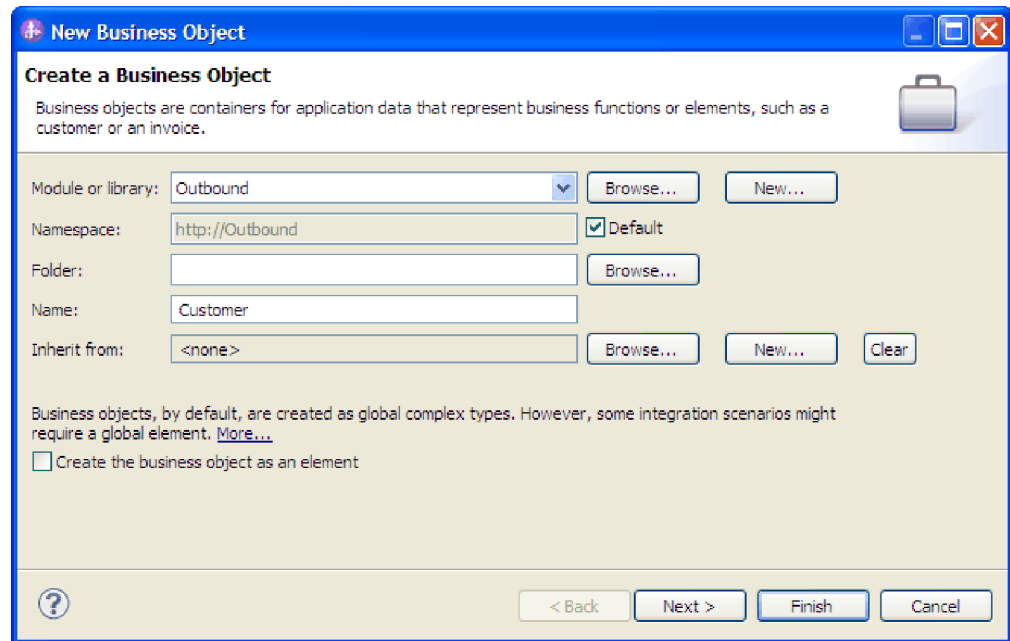 New Business Object
Create a Business Object
Business objects are containers for application data that represent business functions or elements, such as a
customer or an invoice.
Module or library: Outbound Browse... New...
Namespace: http://Outbound Default
Folder: Browse...
Name: Customer
Inherit from: <none> Browse... New... Clear
Business objects, by default, are created as global complex types. However, some integration scenarios might
require a global element. More...
Create the business object as an element
? < Back Next > Finish Cancel